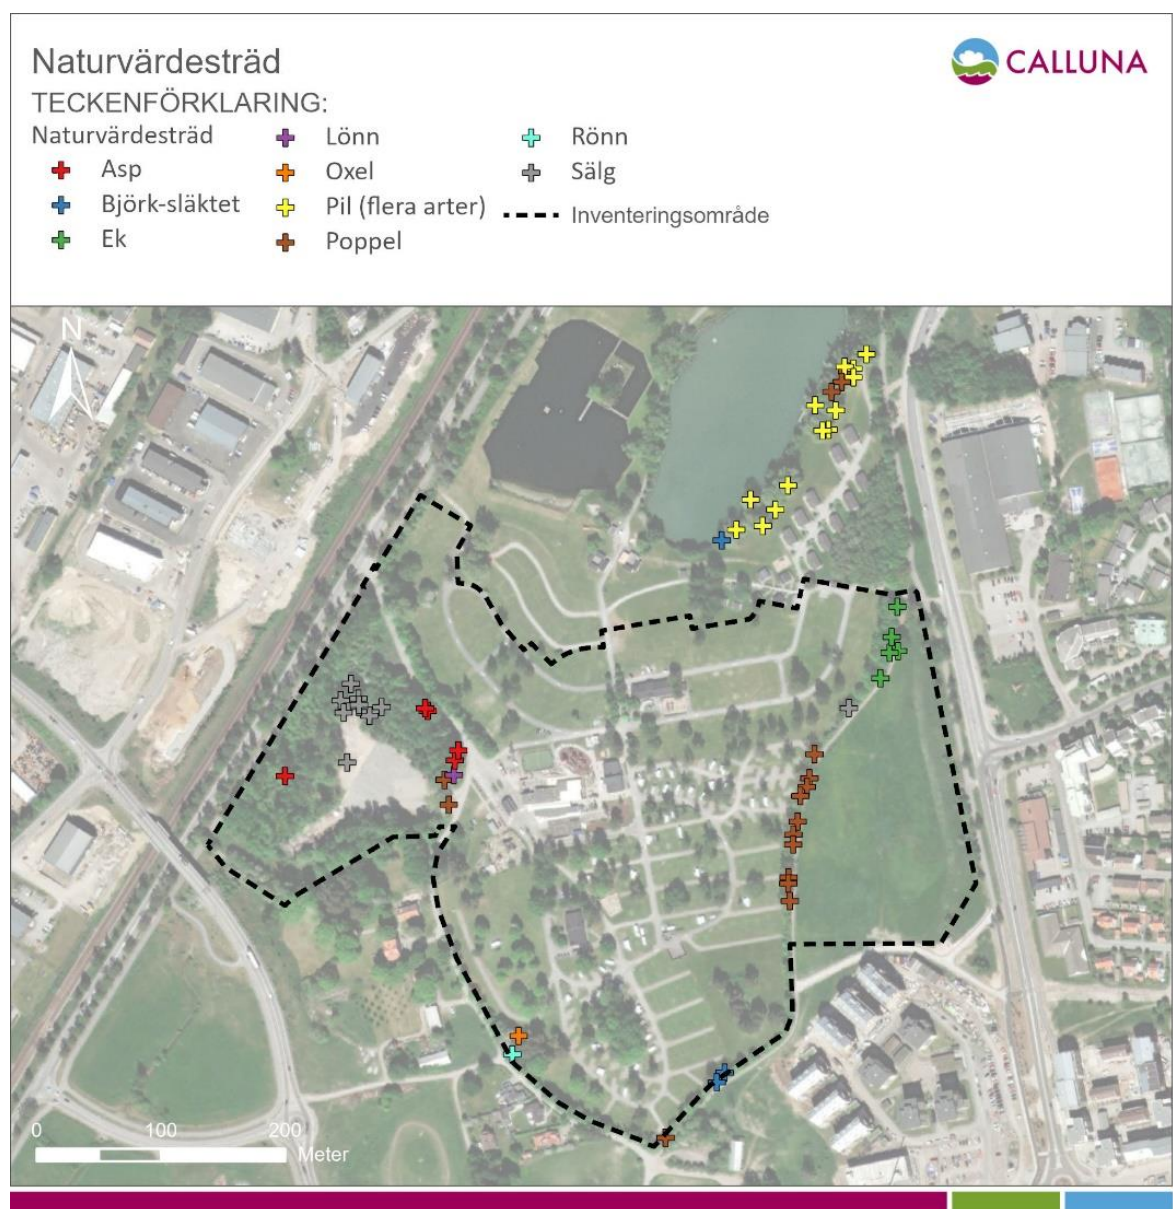 Naturvärdesträd
CALLUNA
TECKENFÖRKLARING:
Naturvärdesträd
Asp
Björk-släktet
Ek
Lönn
Oxel
Pil (flera arter)
Poppel
Rönn
Sälg
Inventeringsområde
N
0 100 200
Meter